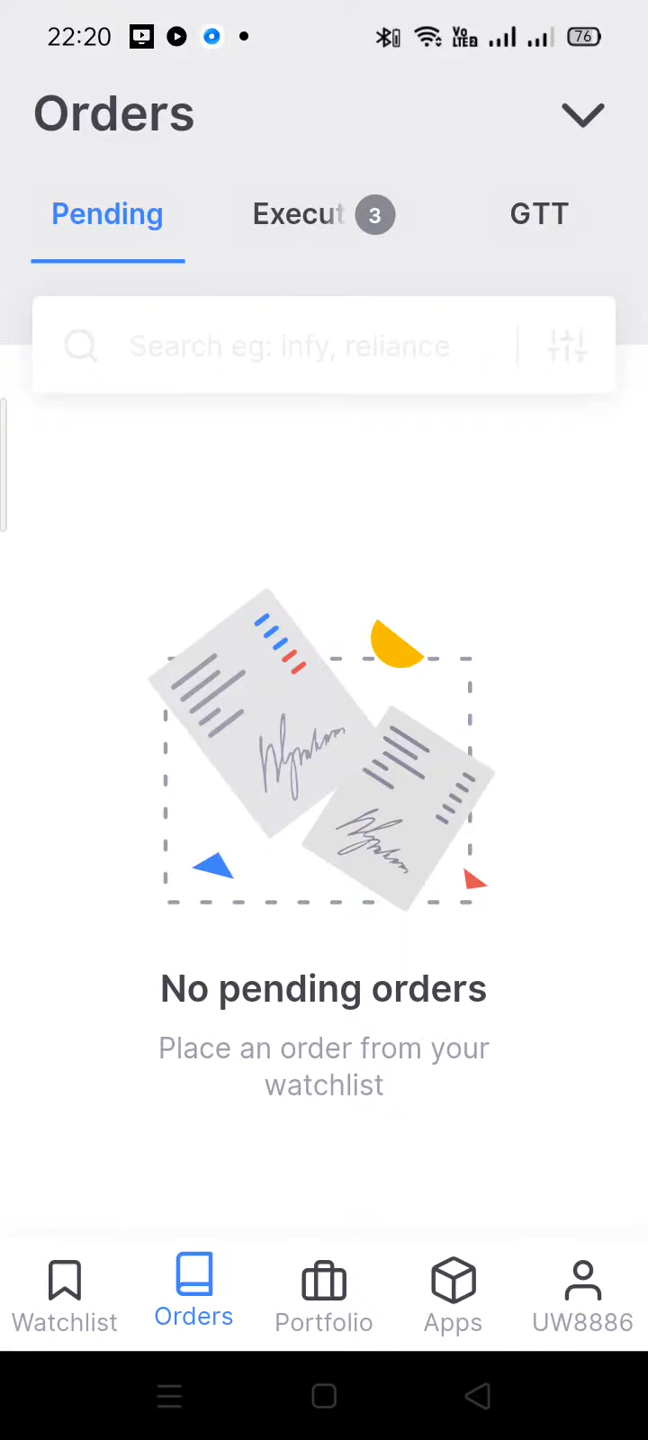 22:20 76
Orders
Pending Execut 3 GTT
Search eg: infy, reliance
No pending orders
Place an order from your
watchlist
Watchlist Orders Portfolio Apps UW8886